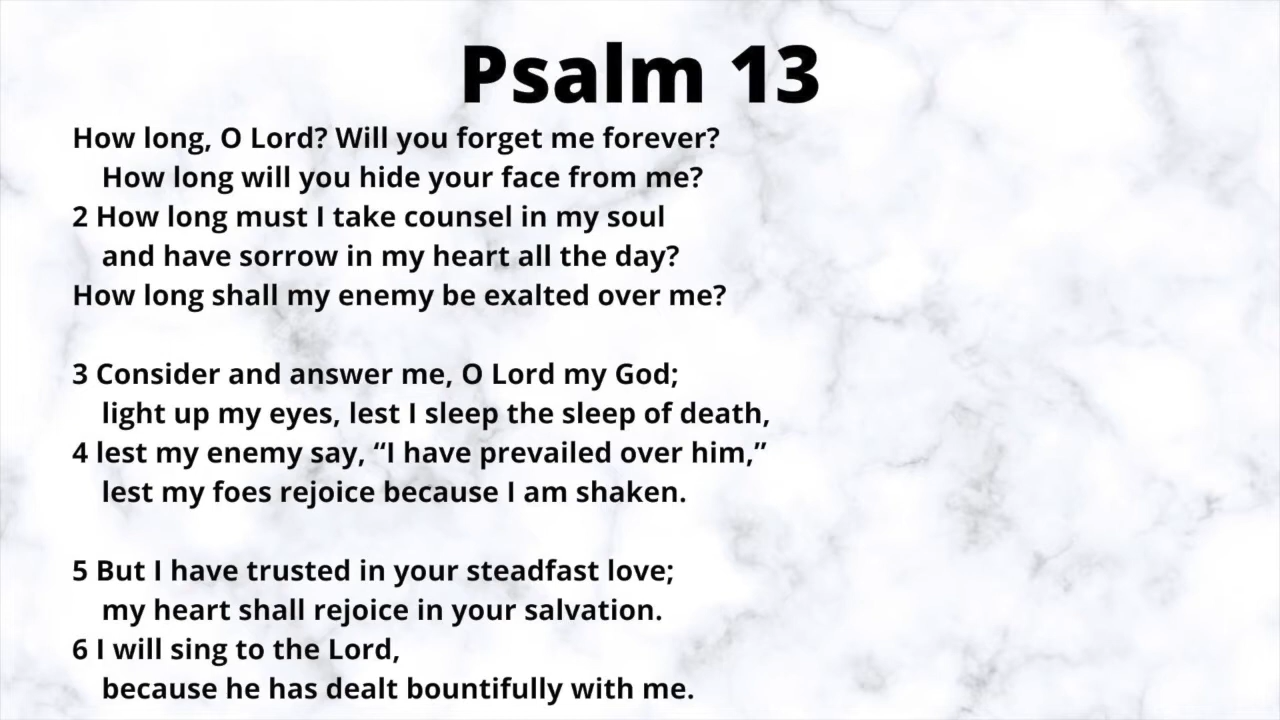 Psalm 13
How long, O Lord? Will you forget me forever?
How long will you hide your face from me?
2 How long must I take counsel in my soul
and have sorrow in my heart all the day?
How long shall my enemy be exalted over me?
3 Consider and answer me, O Lord my God;
light up my eyes, lest I sleep the sleep of death,
4 lest my enemy say, “I have prevailed over him,”
lest my foes rejoice because I am shaken.
5 But I have trusted in your steadfast love;
my heart shall rejoice in your salvation.
6 I will sing to the Lord,
because he has dealt bountifully with me.